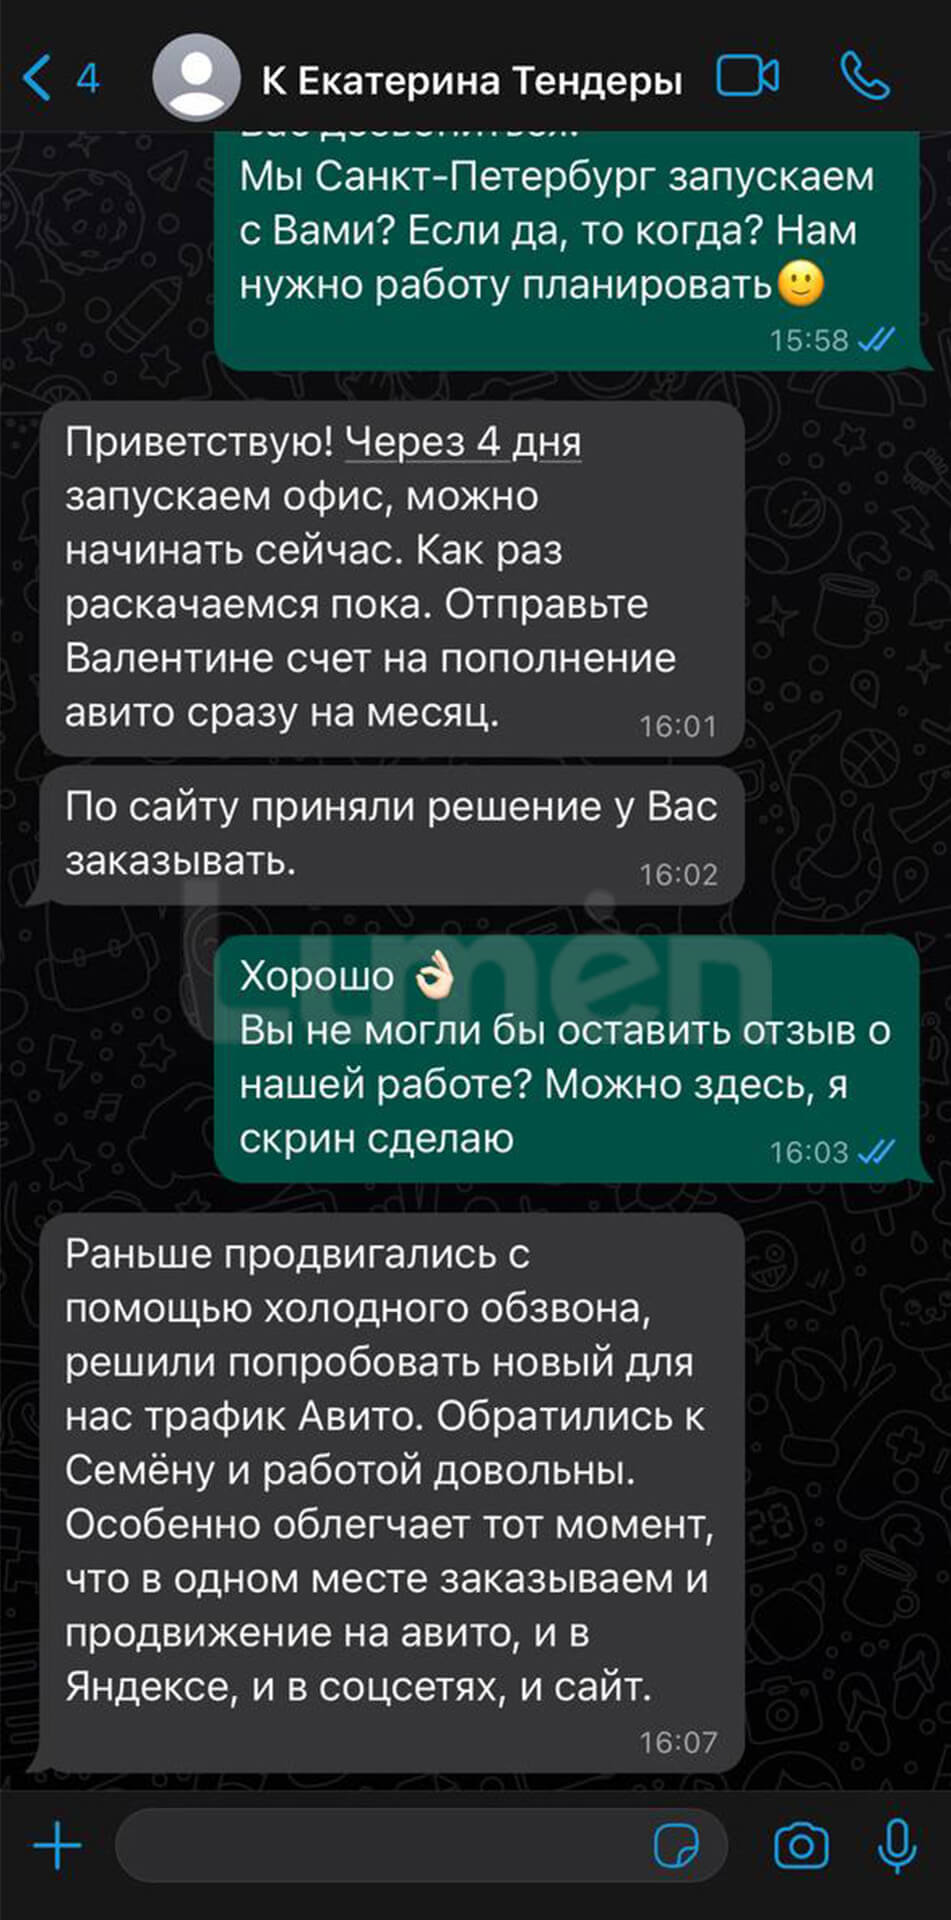 4
К Екатерина Тендеры
Вас дозвониться.
Мы Санкт-Петербург запускаем
с Вами? Если да, то когда? Нам
нужно работу планировать🙂
15:58
Приветствую! Через 4 дня
запускаем офис, можно
начинать сейчас. Как раз
раскачаемся пока. Отправьте
Валентине счет на пополнение
авито сразу на месяц.
16:01
По сайту приняли решение у Вас
заказывать.
16:02
Lumen
Хорошо 👌🏻
Вы не могли бы оставить отзыв о
нашей работе? Можно здесь, я
скрин сделаю
16:03
Раньше продвигались с
помощью холодного обзвона,
решили попробовать новый для
нас трафик Авито. Обратились к
Семёну и работой довольны.
Особенно облегчает тот момент,
что в одном месте заказываем и
продвижение на авито, и в
Яндексе, и в соцсетях, и сайт.
16:07